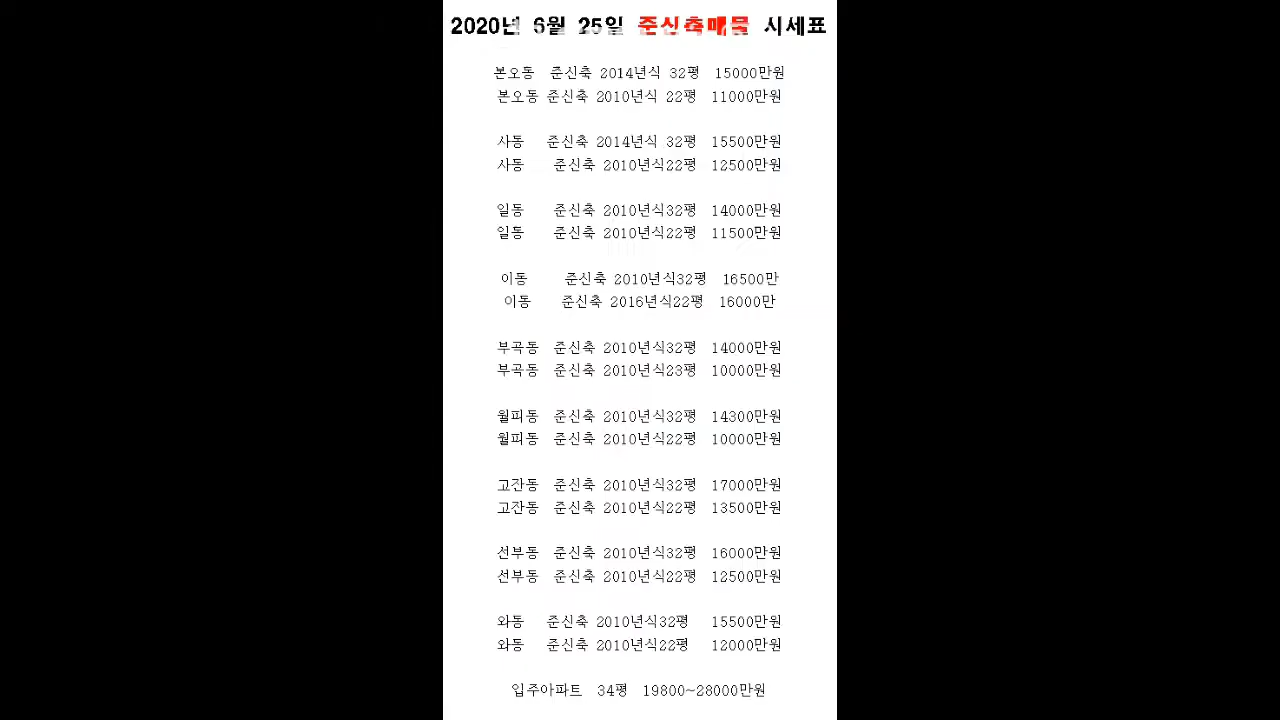 2020년 6월 25일 준신축매물 시세표
본오동 준신축 2014년식 32평 15000만원
본오동 준신축 2010년식 22평 11000만원
사동 준신축 2014년식 32평 15500만원
사동 준신축 2010년식22평 12500만원
일동 준신축 2010년식32평 14000만원
일동 준신축 2010년식22평 11500만원
이동 준신축 2010년식32평 16500만
이동 준신축 2016년식22평 16000만
부곡동 준신축 2010년식32평 14000만원
부곡동 준신축 2010년식23평 10000만원
월피동 준신축 2010년식32평 14300만원
월피동 준신축 2010년식22평 10000만원
고잔동 준신축 2010년식32평 17000만원
고잔동 준신축 2010년식22평 13500만원
선부동 준신축 2010년식32평 16000만원
선부동 준신축 2010년식22평 12500만원
와동 준신축 2010년식32평 15500만원
와동 준신축 2010년식22평 12000만원
입주아파트 34평 19800~28000만원